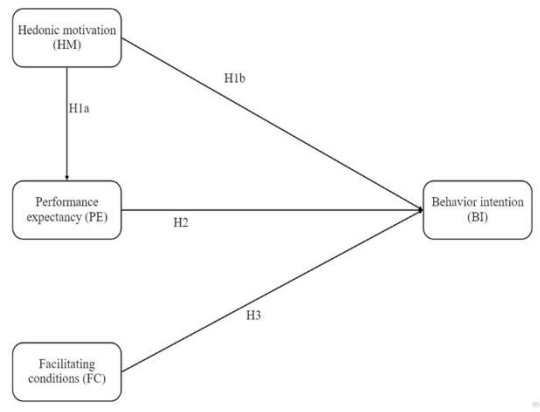 Hedonic motivation
(HM)
H1b
H1a
Performance
expectancy (PE)
Behavior intention
(BI)
H2
H3
Facilitating
conditions (FC)
m